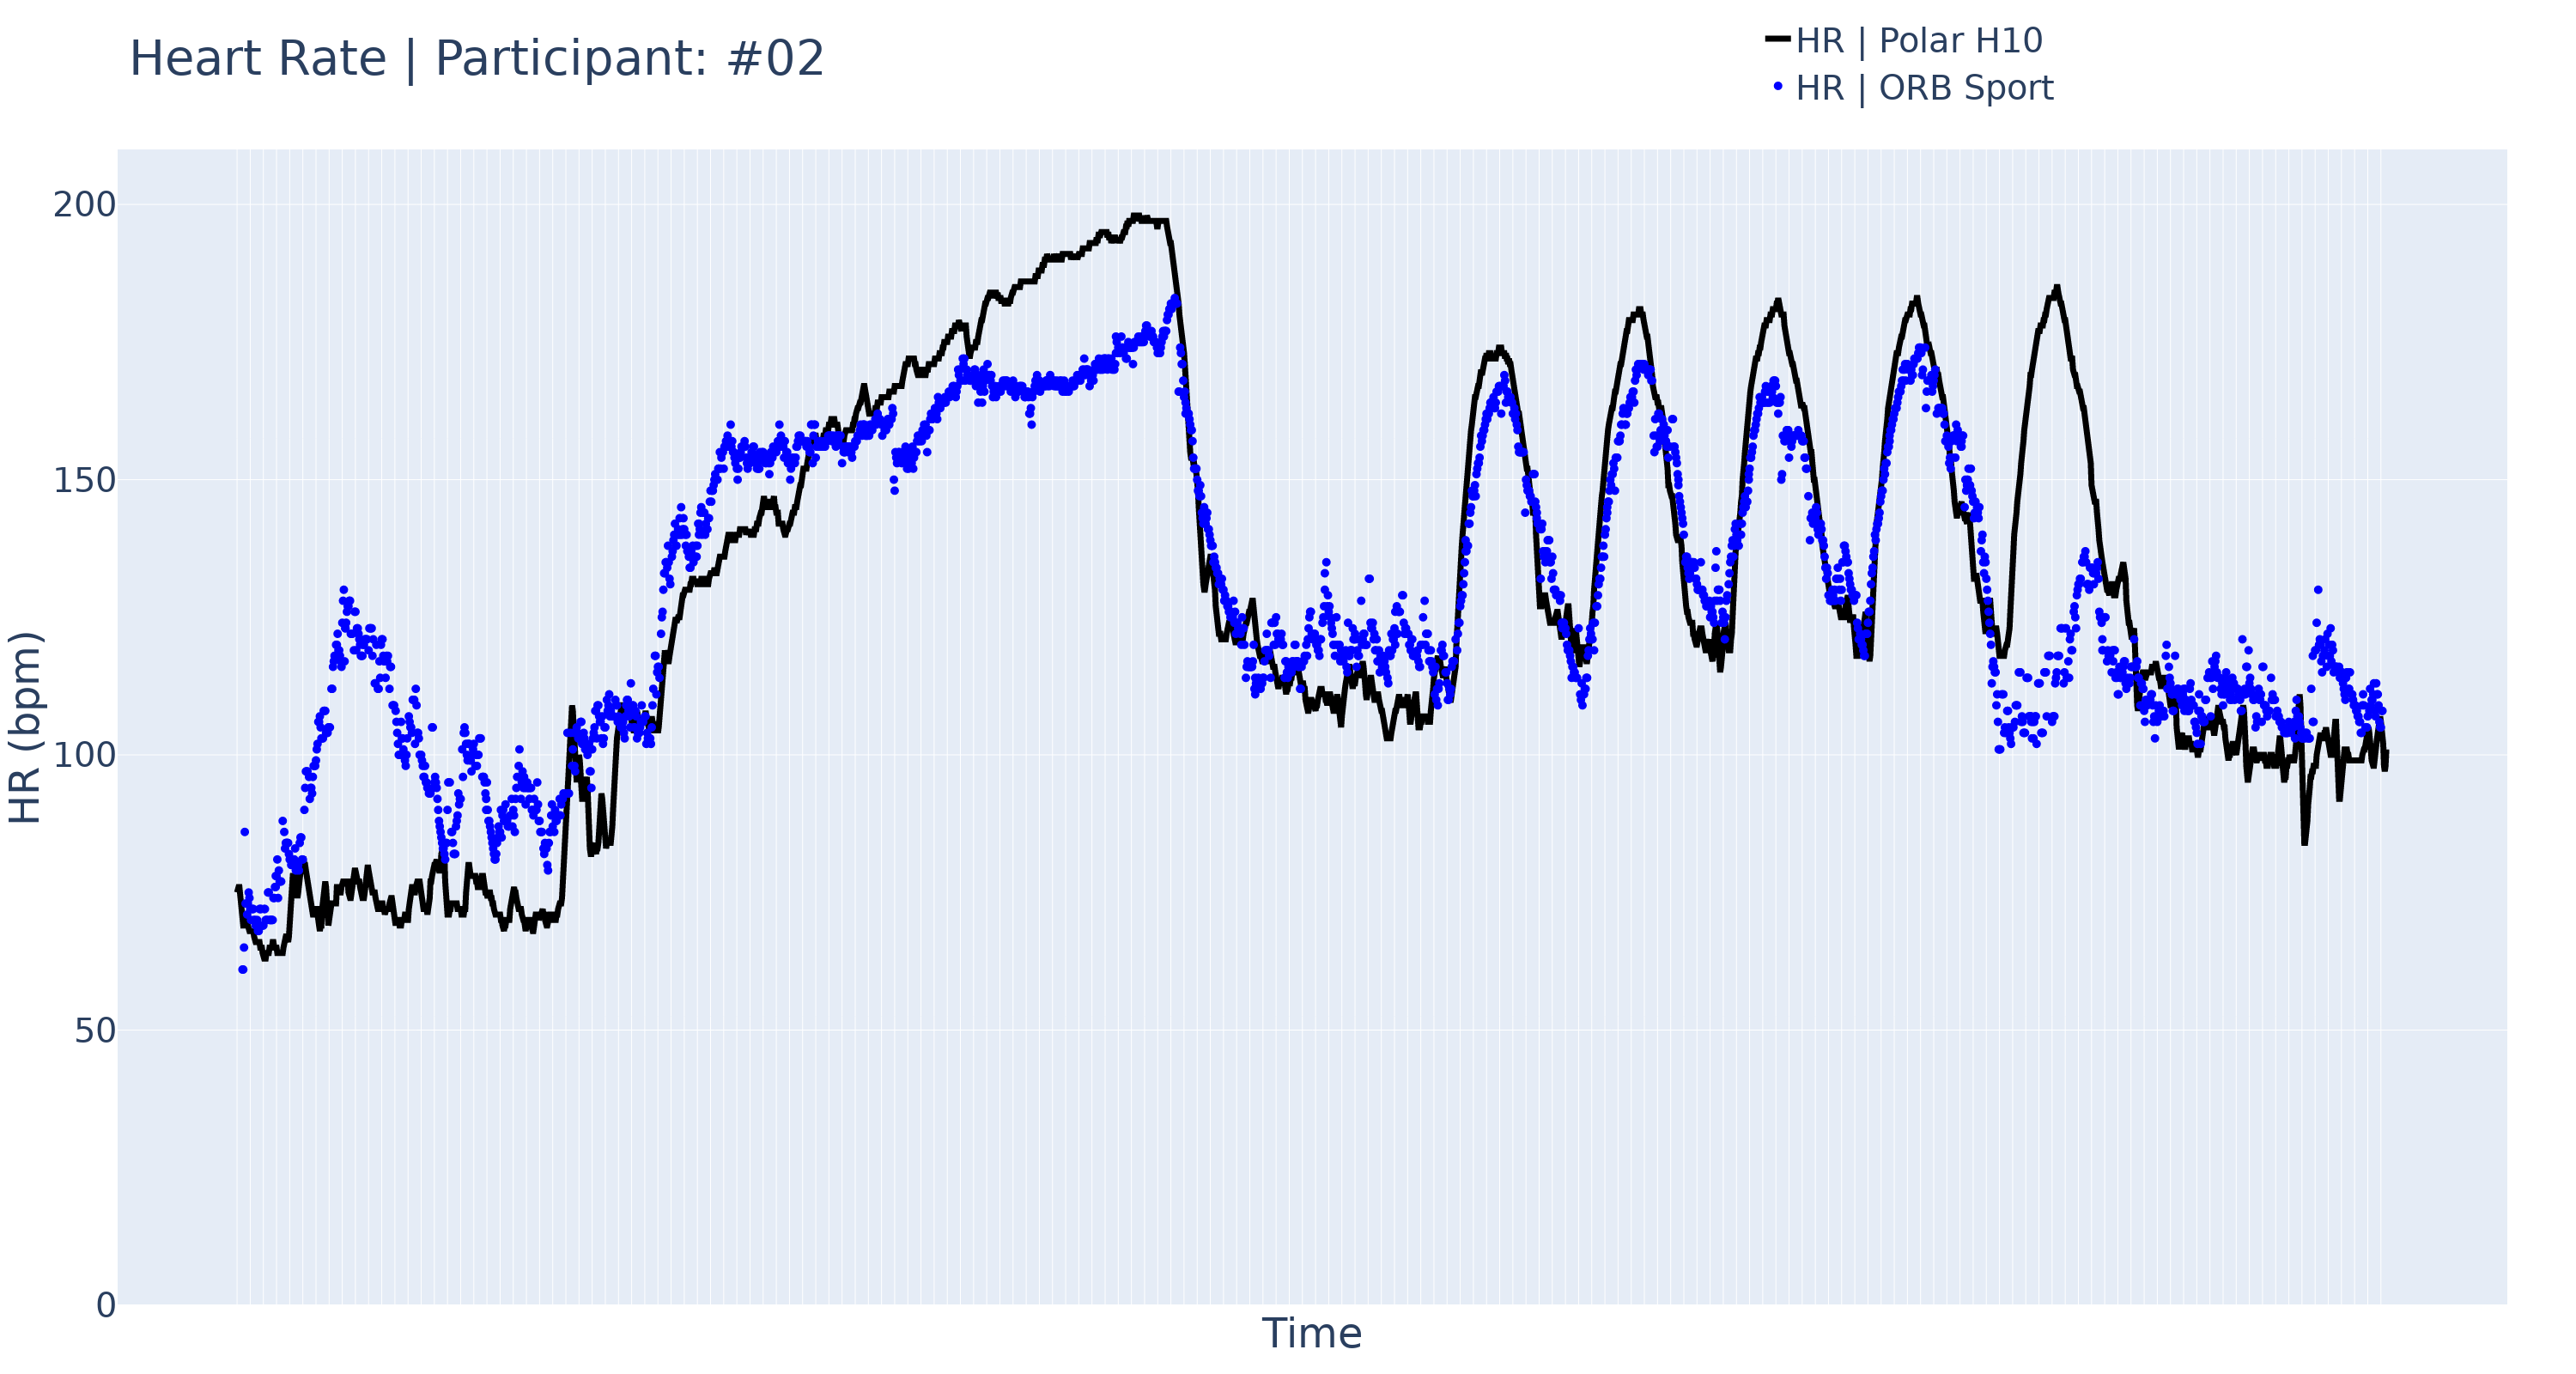 Heart Rate | Participant: #02
HR | Polar H10
HR | ORB Sport
200
150
100
50
0
HR (bpm)
Time